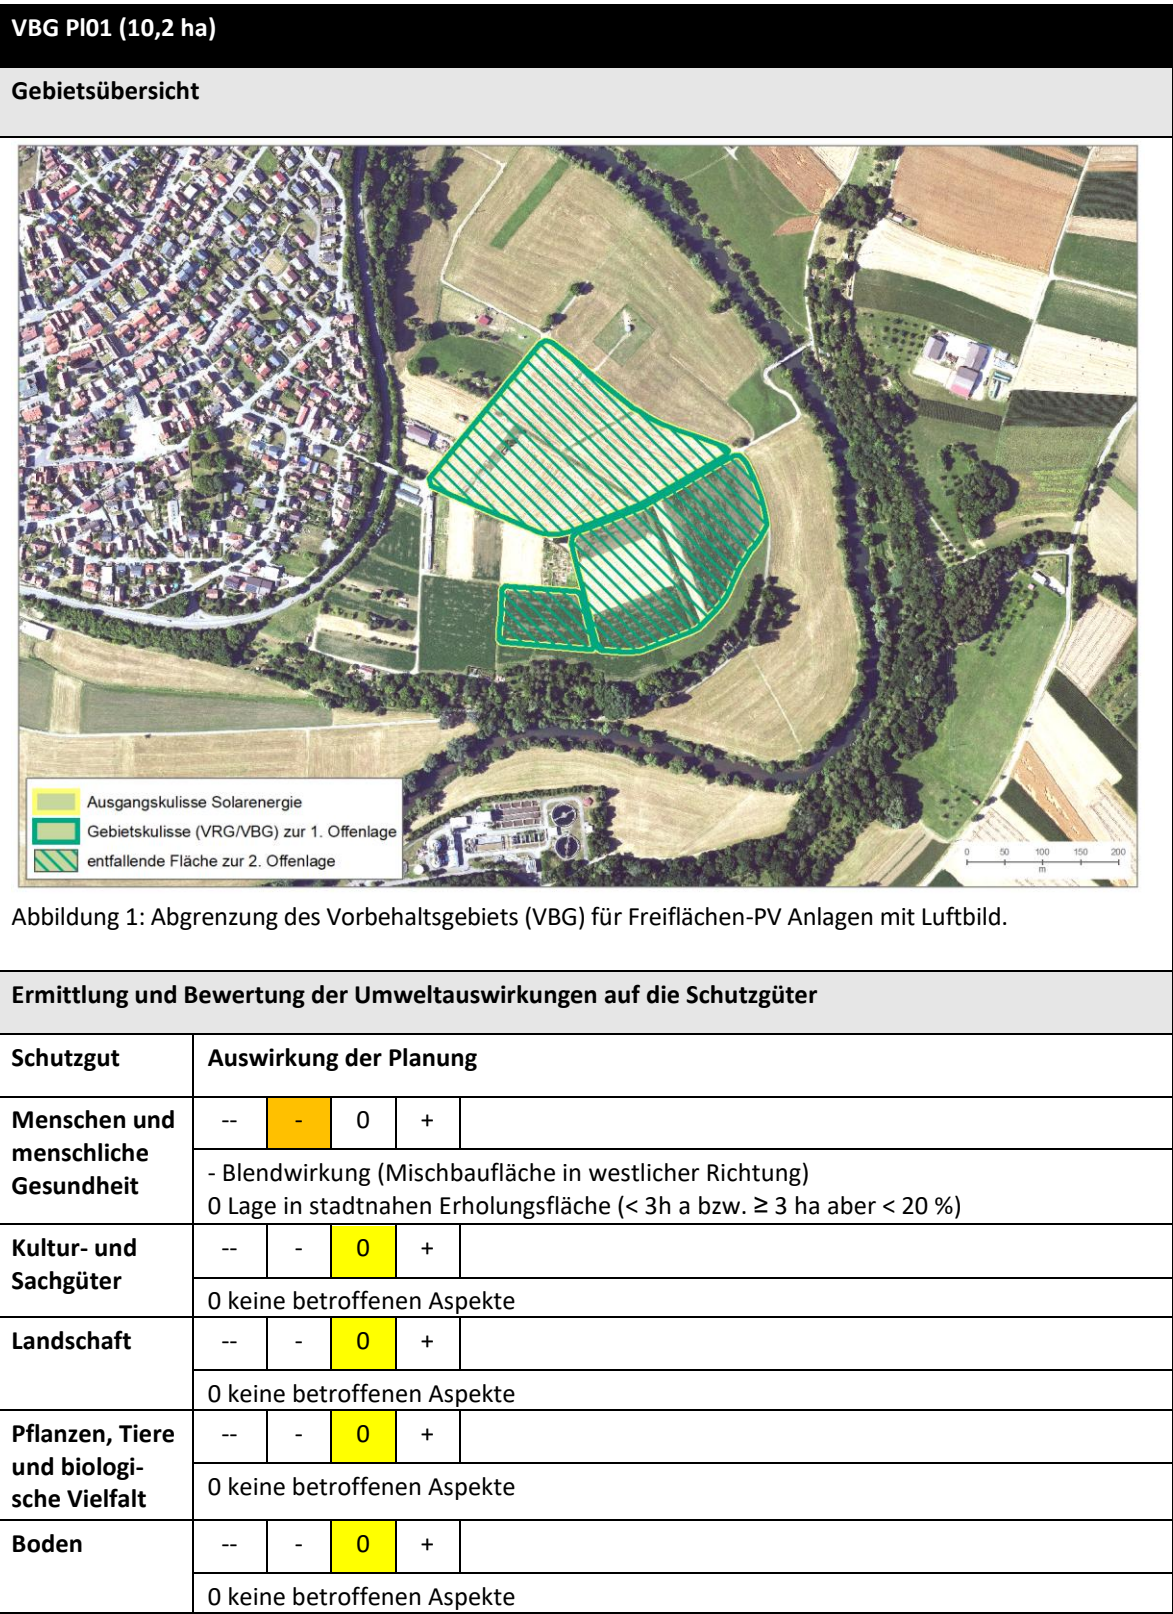 VBG Pl01 (10,2 ha)
Gebietsübersicht
Ausgangskulisse Solarenergie
Gebietskulisse (VRG/VBG) zur 1. Offenlage
entfallende Fläche zur 2. Offenlage
0 50 100 150 200
m
Abbildung 1: Abgrenzung des Vorbehaltsgebiets (VBG) für Freiflächen-PV Anlagen mit Luftbild.
Ermittlung und Bewertung der Umweltauswirkungen auf die Schutzgüter
Schutzgut Auswirkung der Planung
Menschen und menschliche Gesundheit
-- - 0 +
- Blendwirkung (Mischbaufläche in westlicher Richtung)
0 Lage in stadtnahen Erholungsfläche (< 3h a bzw. ≥ 3 ha aber < 20 %)
Kultur- und Sachgüter
-- - 0 +
0 keine betroffenen Aspekte
Landschaft
-- - 0 +
0 keine betroffenen Aspekte
Pflanzen, Tiere
und biologi-
sche Vielfalt
-- - 0 +
0 keine betroffenen Aspekte
Boden
-- - 0 +
0 keine betroffenen Aspekte